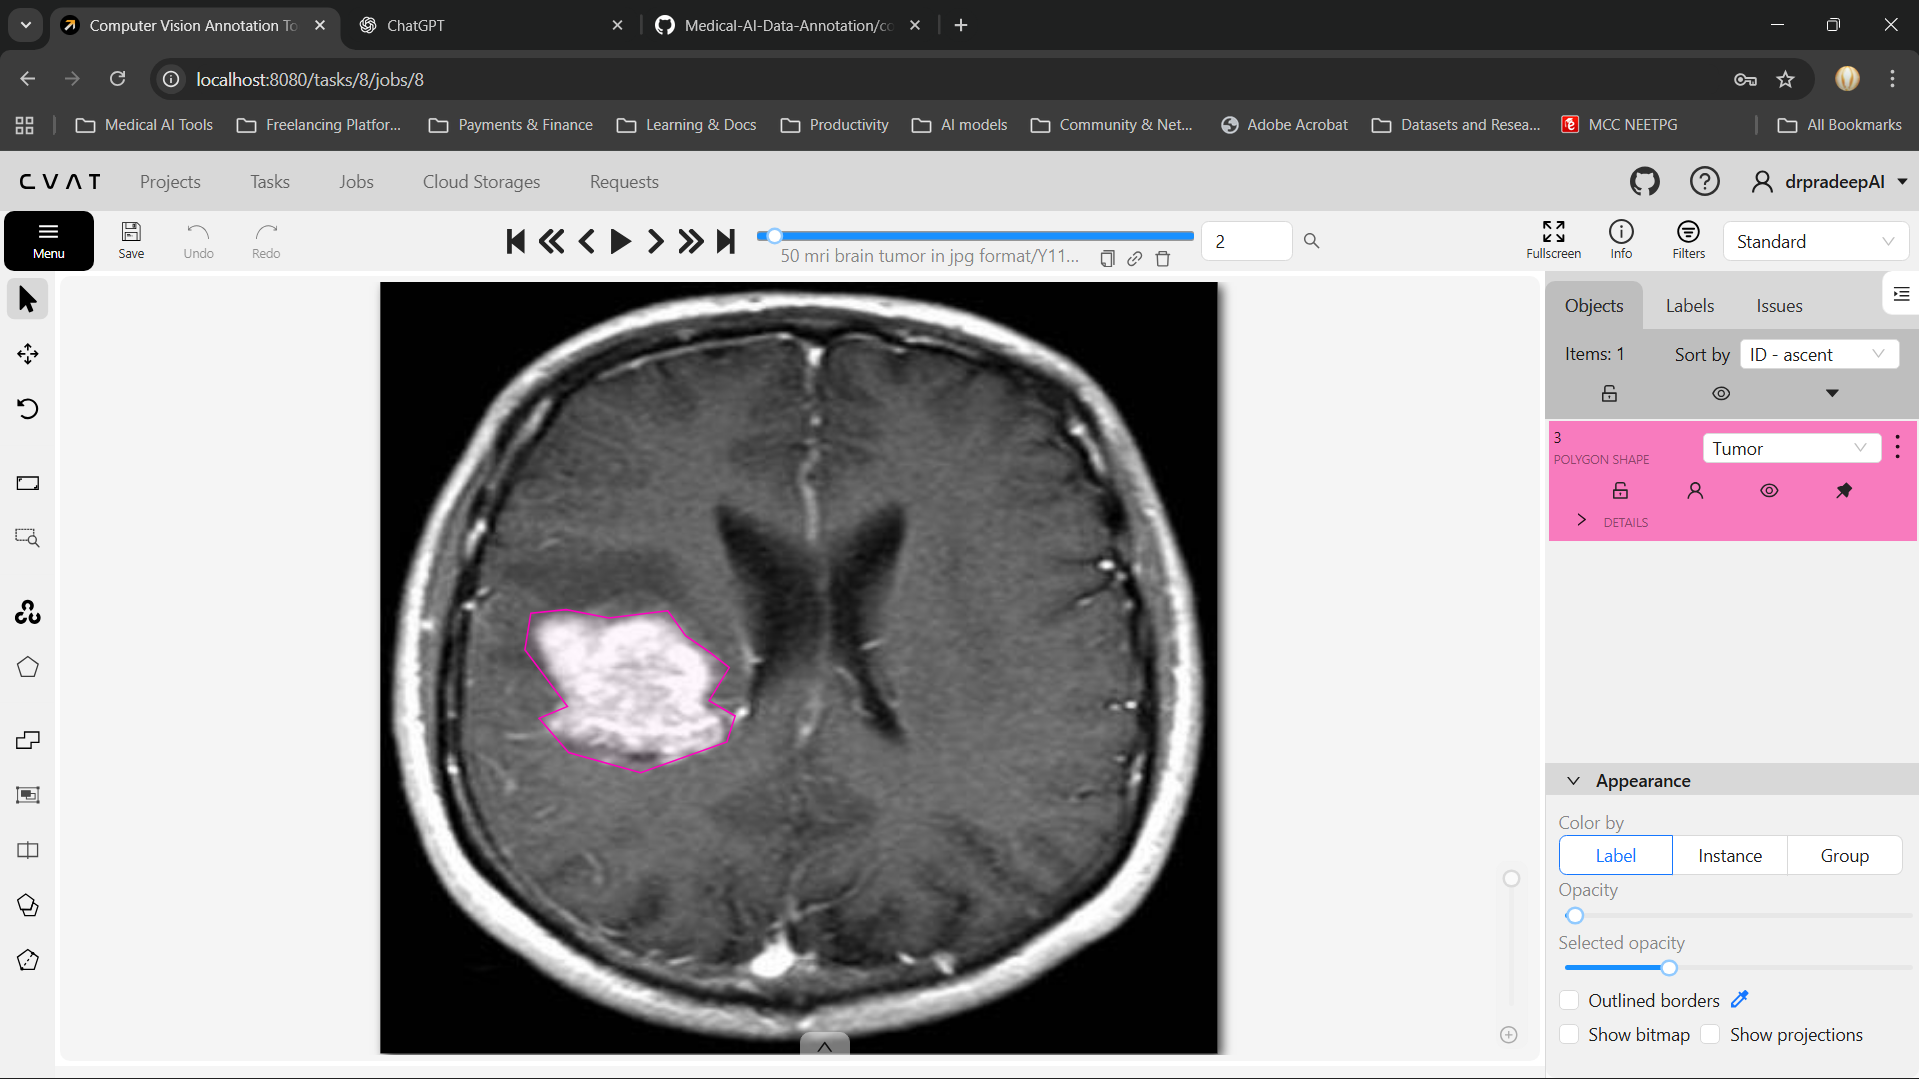 Computer Vision Annotation To
ChatGPT
Medical-AI-Data-Annotation/co
localhost:8080/tasks/8/jobs/8
Medical AI Tools
Freelancing Platfor...
Payments & Finance
Learning & Docs
Productivity
AI models
Community & Net...
Adobe Acrobat
Datasets and Resea...
MCC NEETPG
All Bookmarks
CVAT
Projects
Tasks
Jobs
Cloud Storages
Requests
drpradeepAI
Menu
Save
Undo
Redo
50 mri brain tumor in jpg format/Y11...
2
Fullscreen
Info
Filters
Standard
Objects
Labels
Issues
Items: 1
Sort by
ID - ascent
3
POLYGON SHAPE
Tumor
DETAILS
Appearance
Color by
Label
Instance
Group
Opacity
Selected opacity
Outlined borders
Show bitmap
Show projections